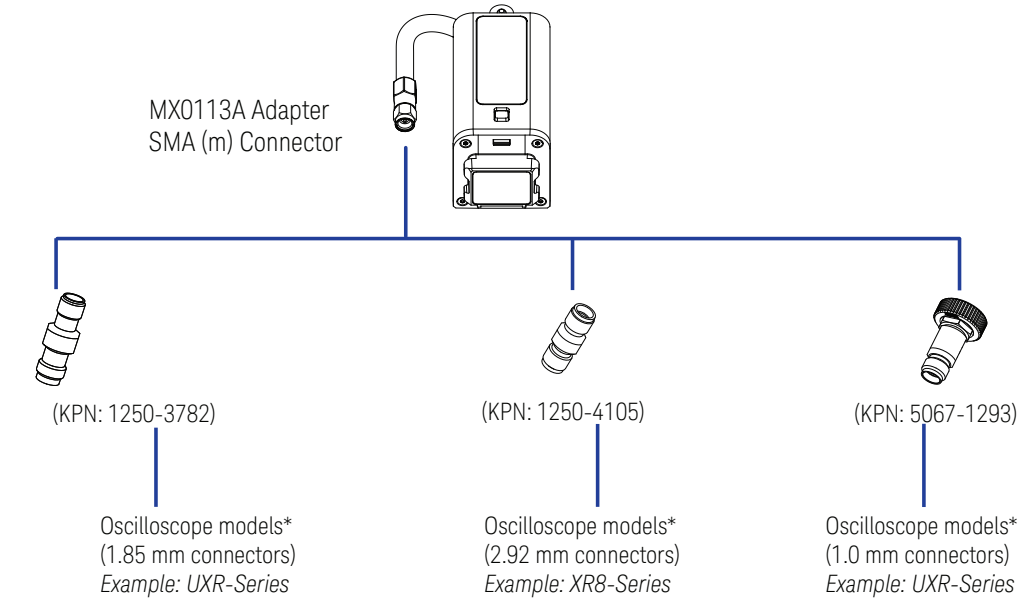 MX0113A Adapter
SMA (m) Connector
(KPN: 1250-3782)
(KPN: 1250-4105)
(KPN: 5067-1293)
Oscilloscope models*
(1.85 mm connectors)
Example: UXR-Series
Oscilloscope models*
(2.92 mm connectors)
Example: XR8-Series
Oscilloscope models*
(1.0 mm connectors)
Example: UXR-Series